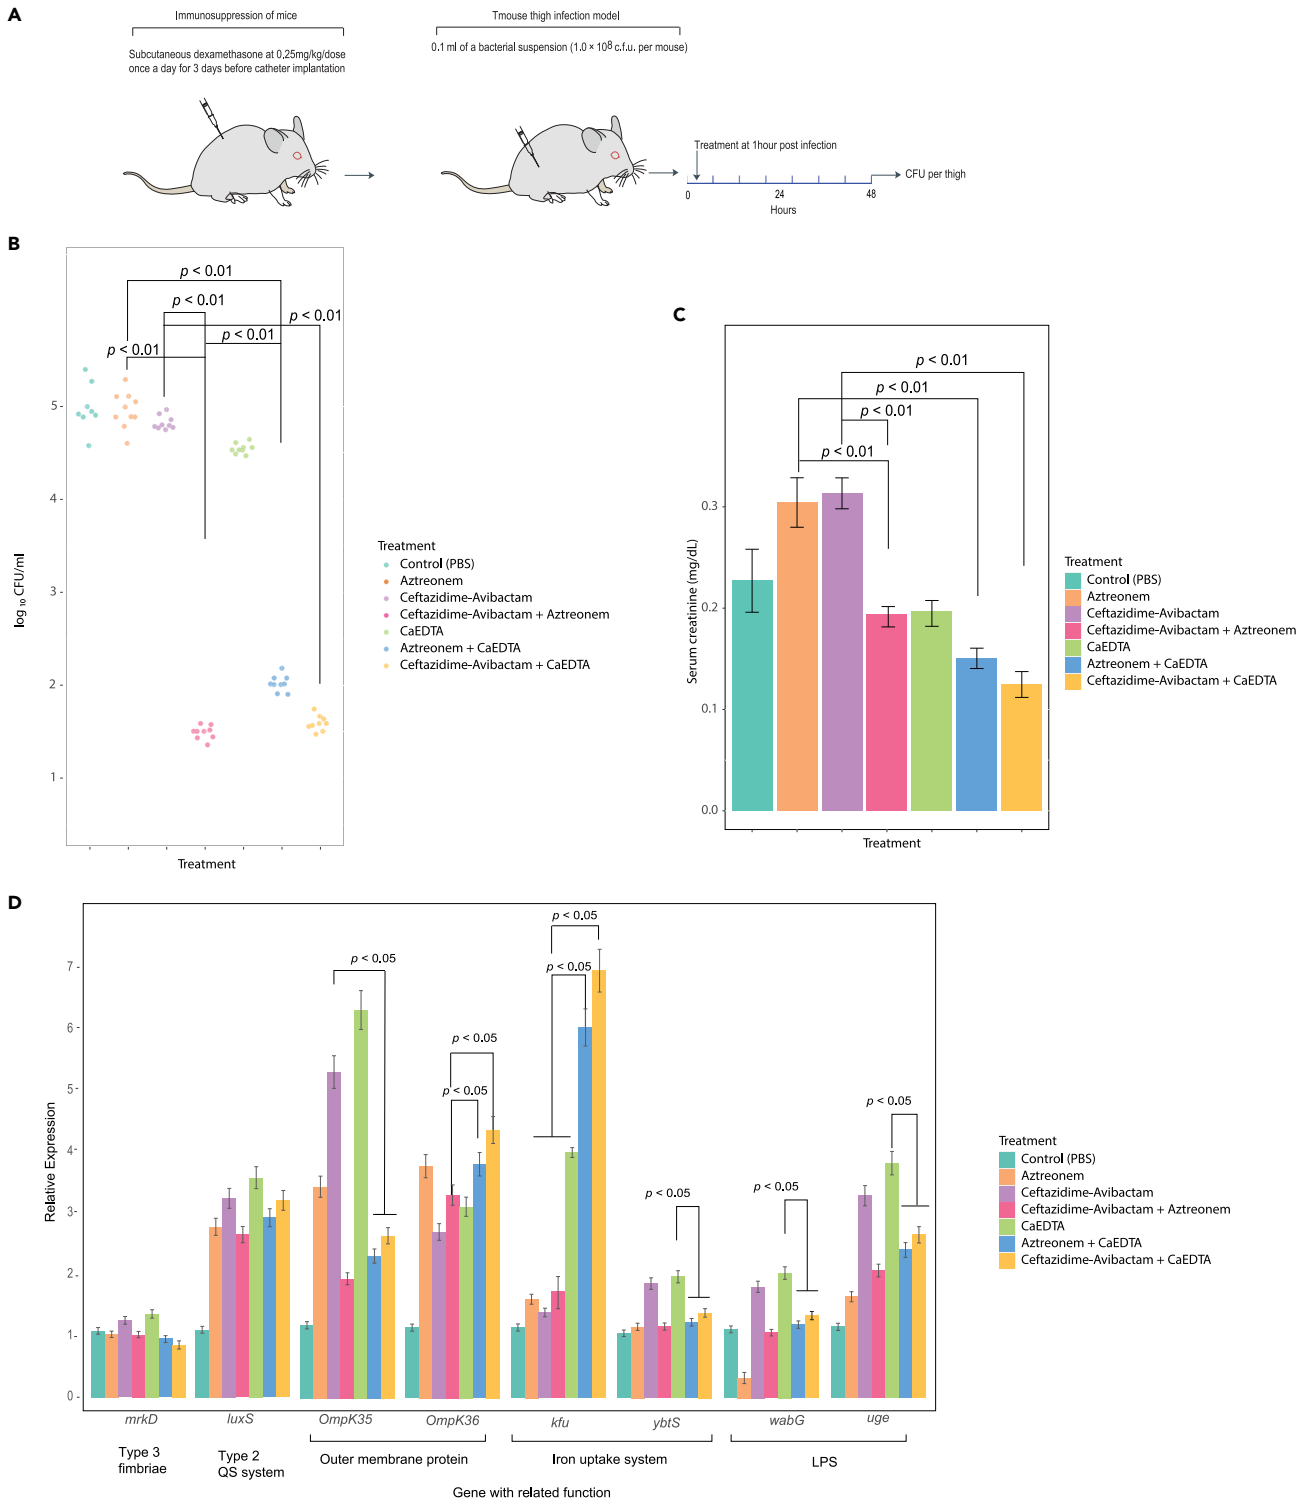 A
Immunosuppression of mice
Subcutaneous dexamethasone at 0,25mg/kg/dose
once a day for 3 days before catheter implantation
Tmouse thigh infection model
0.1 ml of a bacterial suspension (1.0 × 10⁸ c.f.u. per mouse)
Treatment at 1hour post infection
CFU per thigh
0 24 48
Hours
B
p < 0.01
p < 0.01
p < 0.01
p < 0.01
p < 0.01
5
4
3
2
1
log 10 CFU/ml
Treatment
Treatment
Control (PBS)
Aztreonem
Ceftazidime-Avibactam
Ceftazidime-Avibactam + Aztreonem
CaEDTA
Aztreonem + CaEDTA
Ceftazidime-Avibactam + CaEDTA
C
p < 0.01
p < 0.01
p < 0.01
p < 0.01
0.3
0.2
0.1
0.0
Serum creatinine (mg/dL)
Treatment
Treatment
Control (PBS)
Aztreonem
Ceftazidime-Avibactam
Ceftazidime-Avibactam + Aztreonem
CaEDTA
Aztreonem + CaEDTA
Ceftazidime-Avibactam + CaEDTA
D
p < 0.05
p < 0.05
p < 0.05
p < 0.05
p < 0.05
p < 0.05
p < 0.05
p < 0.05
7
6
5
4
3
2
1
0
Relative Expression
mrkD luxS OmpK35 OmpK36 kfu ybtS wabG uge
Type 3
fimbriae
Type 2
QS system
Outer membrane protein
Iron uptake system
LPS
Gene with related function
Treatment
Control (PBS)
Aztreonem
Ceftazidime-Avibactam
Ceftazidime-Avibactam + Aztreonem
CaEDTA
Aztreonem + CaEDTA
Ceftazidime-Avibactam + CaEDTA